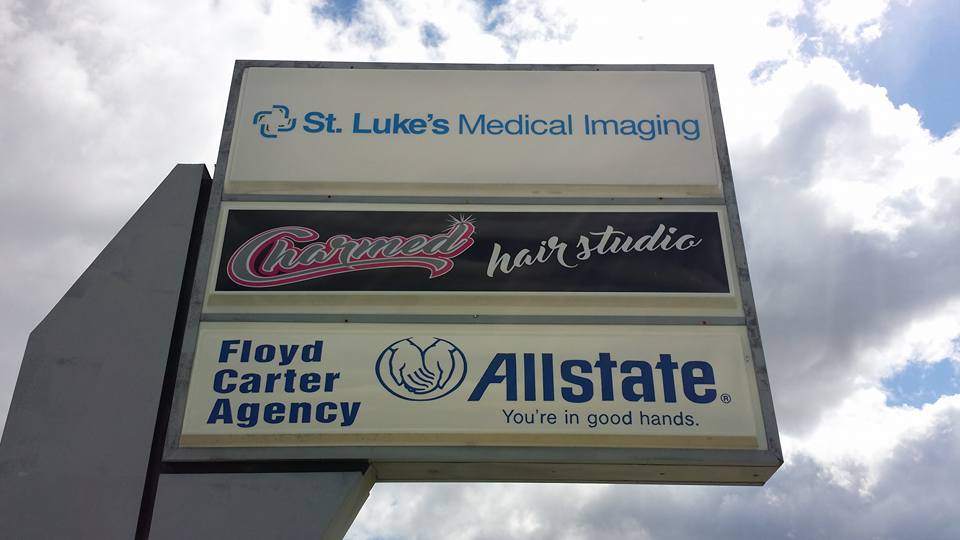 St. Luke's Medical Imaging
Charmed hair studio
Floyd
Carter
Agency
Allstate®
You're in good hands.